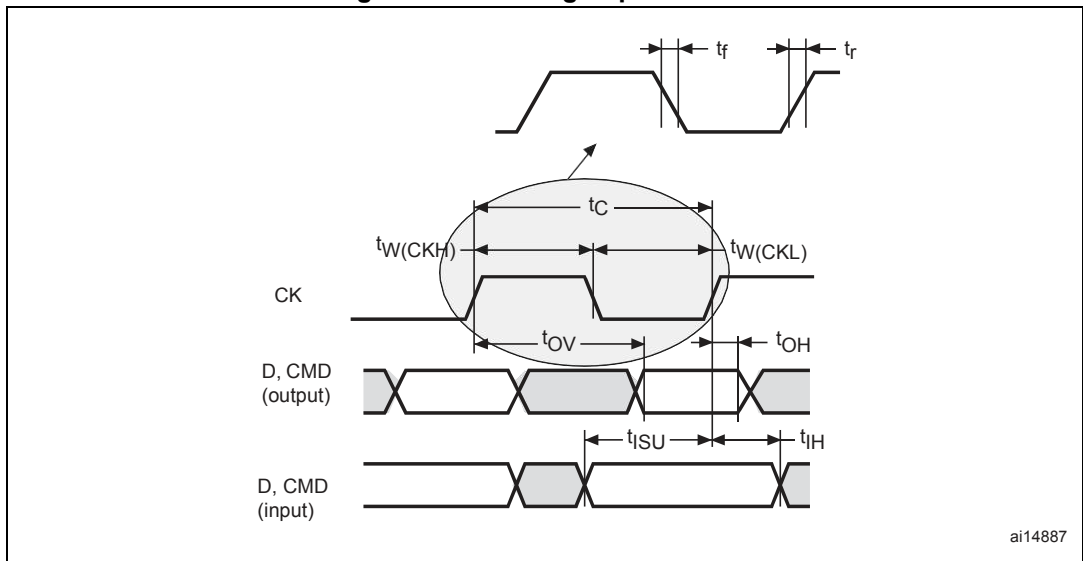 tf
tr
tC
tW(CKH)
tW(CKL)
CK
tOV
tOH
D, CMD
(output)
tISU
tIH
D, CMD
(input)
ai14887